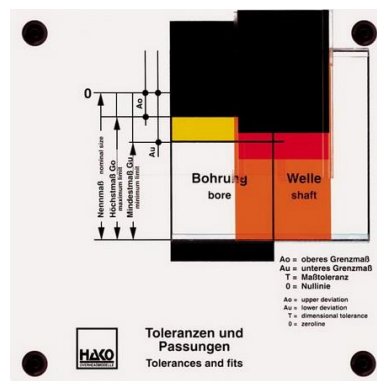 0
Ao
Au
Nennmaß nominal size
Höchstmaß Go
maximum limit
Mindestmaß Gu
minimum limit
Bohrung
bore
Welle
shaft
Ao = oberes Grenzmaß
Au = unteres Grenzmaß
T = Maßtoleranz
0 = Nullinie
Ao = upper deviation
Au = lower deviation
T = dimensional tolerance
0 = zeroline
HAKO
Toleranzen und
Passungen
Tolerances and fits